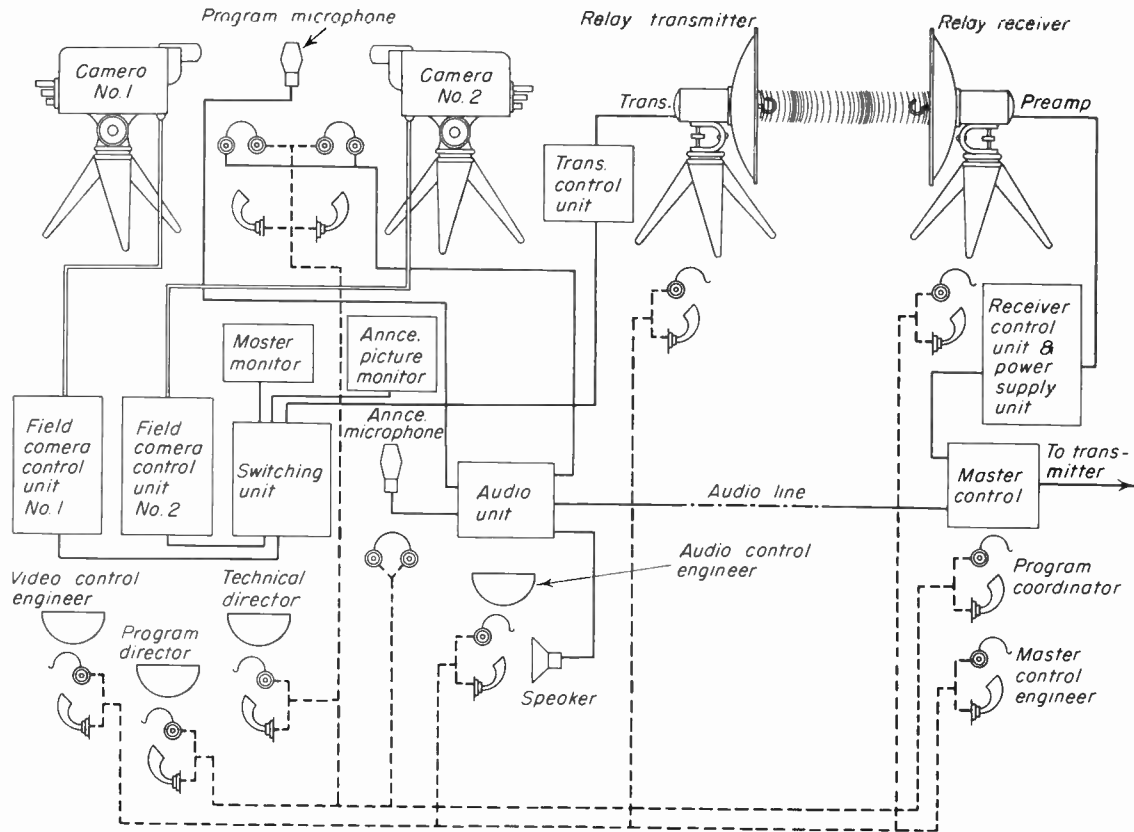 Program microphone
Relay transmitter
Relay receiver
Camero
No. 1
Camera
No. 2
Trans.
Preamp
Trans.
control
unit
Moster
monitor
Annce.
picture
monitor
Receiver
control
unit &
power
supply
unit
Annce.
microphone
Field
comera
control
unit
No. 1
Field
comera
control
unit
No. 2
Switching
unit
Audio
unit
Audio line
Master
control
To trans-
mitter
Video control
engineer
Technical
director
Audio control
engineer
Program
coordinator
Program
director
Speaker
Master
control
engineer